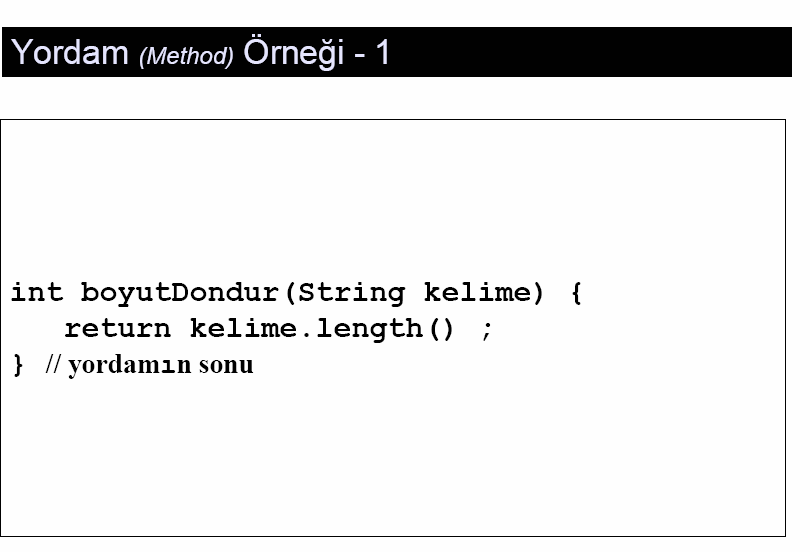 Yordam (Method) Örneği - 1
int boyutDondur(String kelime) {
return kelime.length() ;
} // yordamın sonu